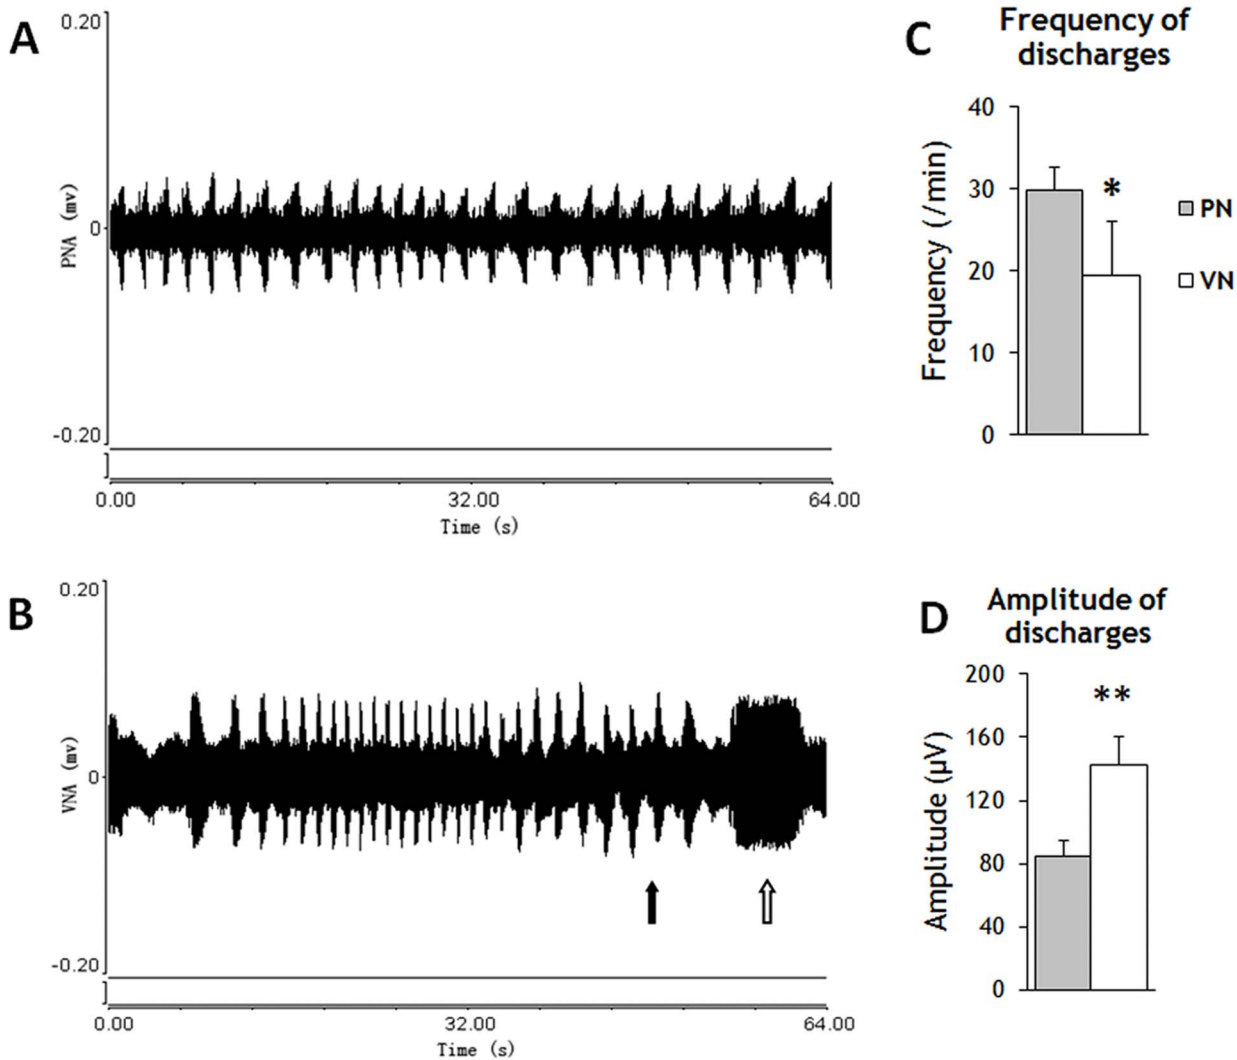 A
0.20
PNA (mv)
0
-0.20
0.00 32.00 64.00
Time (s)
B
0.20
VNA (mv)
0
-0.20
0.00 32.00 64.00
Time (s)
C
Frequency of
discharges
Frequency (/min)
40
30
20
10
0
*
PN
VN
D
Amplitude of
discharges
Amplitude (µV)
200
160
120
80
40
0
**